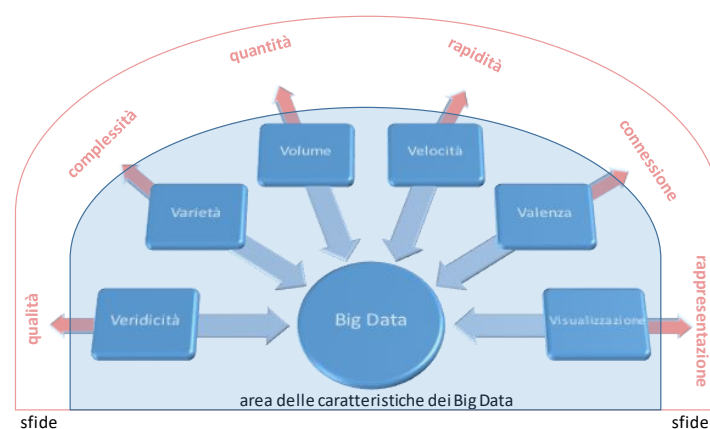 quantità
rapidità
complessità
connessione
Volume
Velocità
Varietà
Valenza
qualità
Veridicità
Big Data
Visualizzazione
rappresentazione
area delle caratteristiche dei Big Data
sfide
sfide